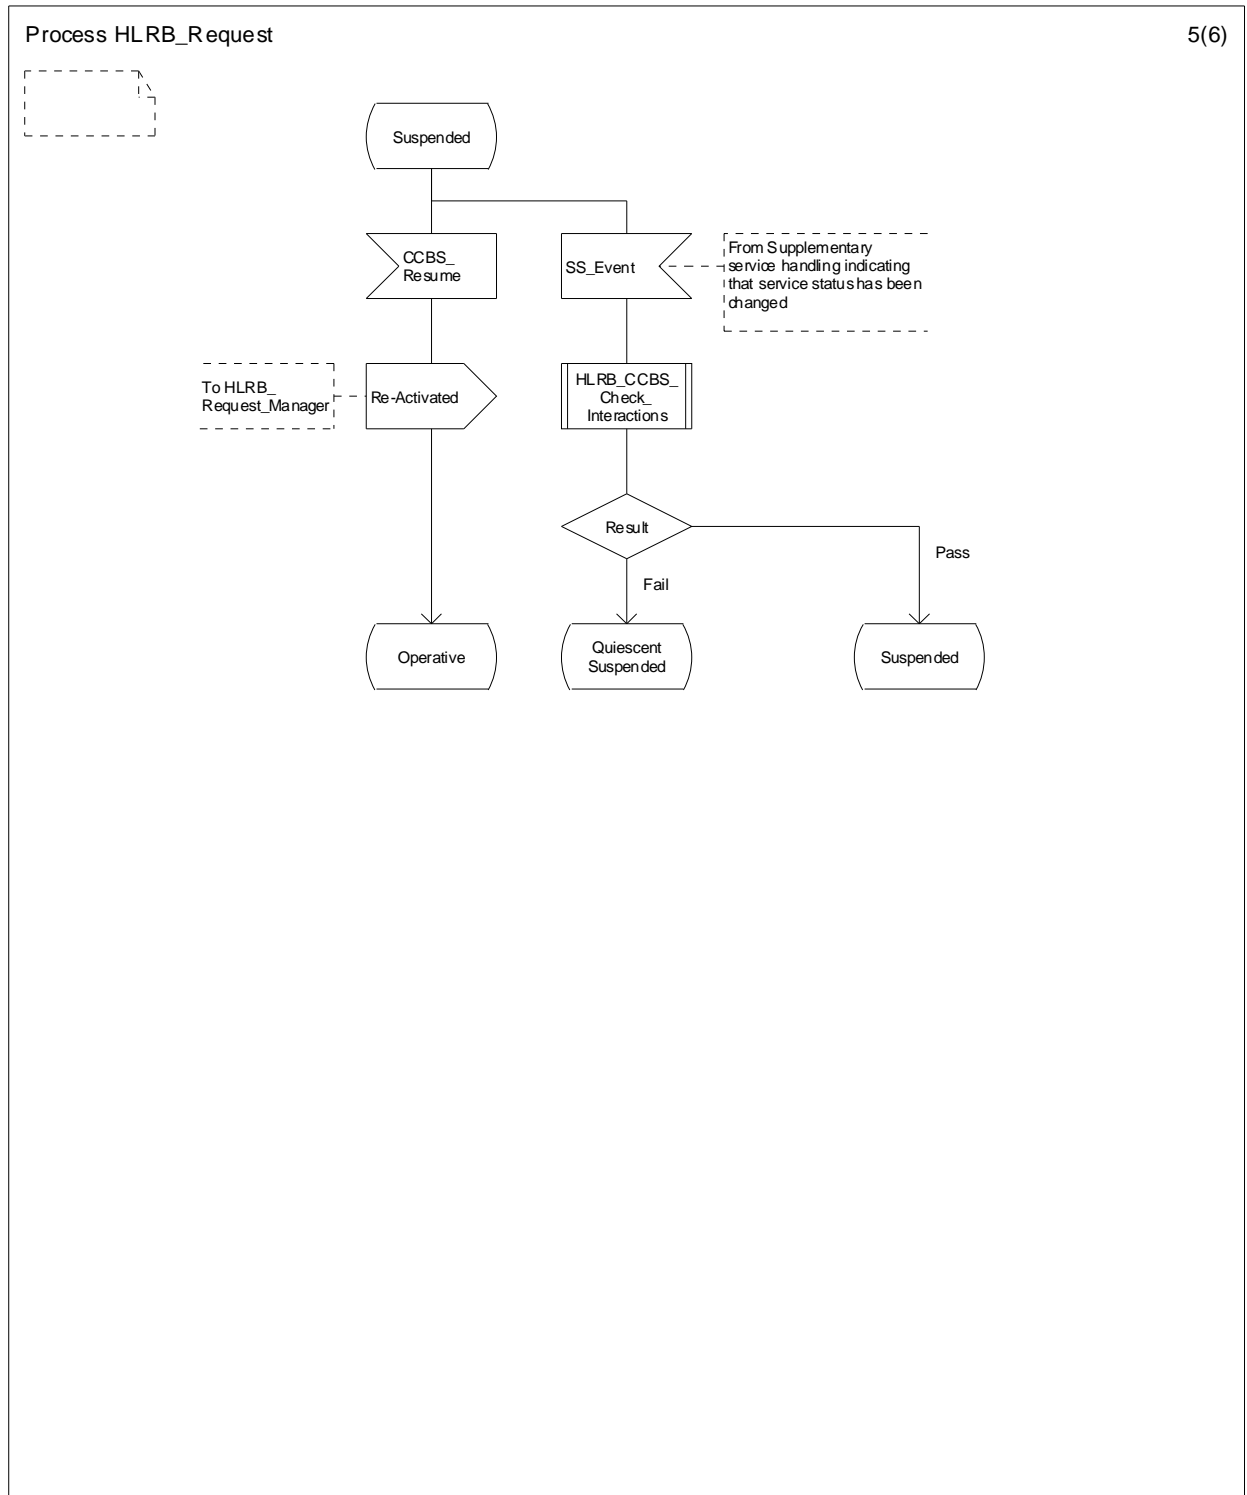 Process HLRB_Request
5(6)
Suspended
CCBS_
Resume
SS_Event
From Supplementary
service handling indicating
that service status has been
changed
To HLRB_
Request_Manager
Re-Activated
HLRB_CCBS_
Check_
Interactions
Result
Pass
Fail
Operative
Quiescent
Suspended
Suspended